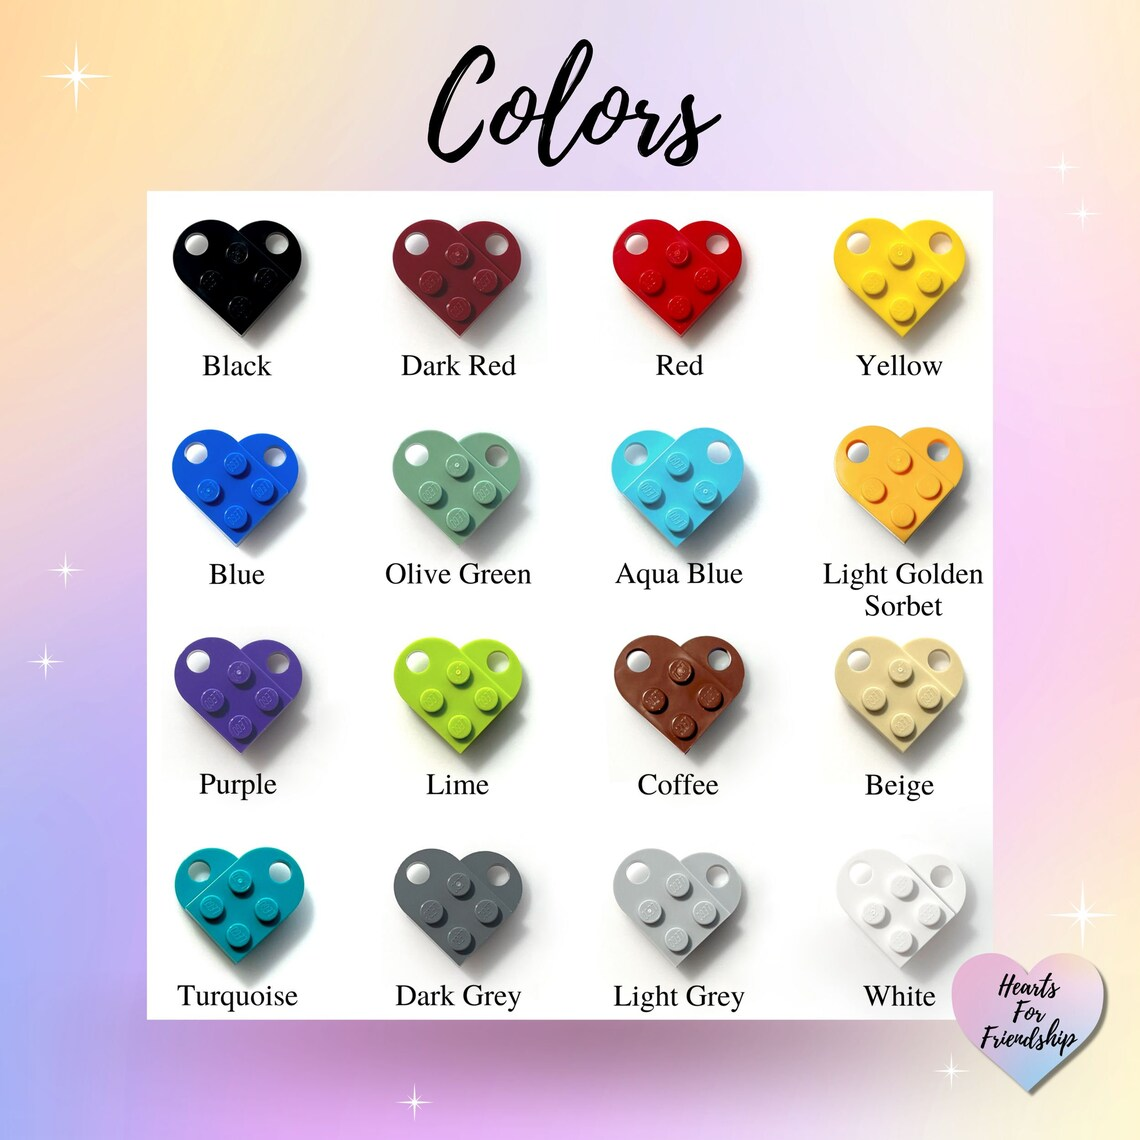 Colors
Black
Dark Red
Red
Yellow
Blue
Olive Green
Aqua Blue
Light Golden
Sorbet
Purple
Lime
Coffee
Beige
Turquoise
Dark Grey
Light Grey
White
Hearts
For
Friendship